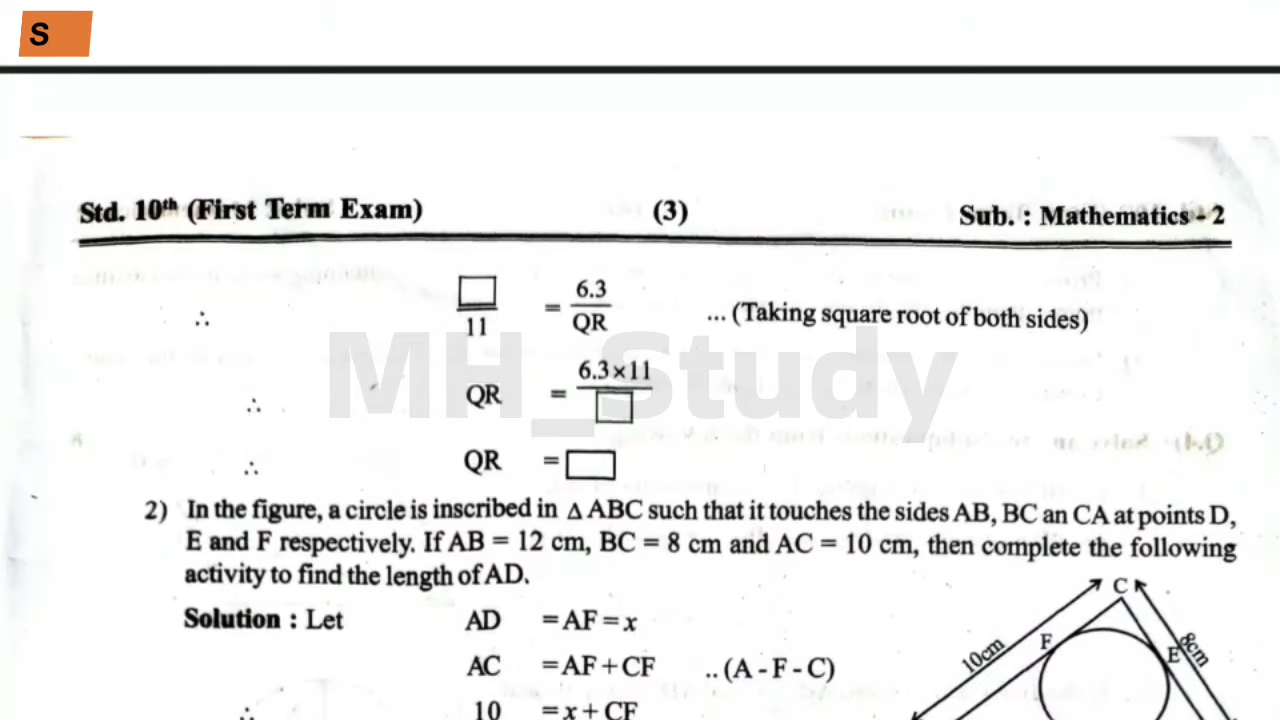 S
Std. 10th (First Term Exam) (3) Sub. : Mathematics - 2
∴ □/11 = 6.3/QR ... (Taking square root of both sides)
∴ QR = 6.3×11/□
∴ QR = □
MH_Study
2) In the figure, a circle is inscribed in △ ABC such that it touches the sides AB, BC an CA at points D,
E and F respectively. If AB = 12 cm, BC = 8 cm and AC = 10 cm, then complete the following
activity to find the length of AD.
Solution : Let AD = AF = x
AC = AF + CF .. (A - F - C)
∴ 10 = x + CF
C
F
E
10cm
8cm